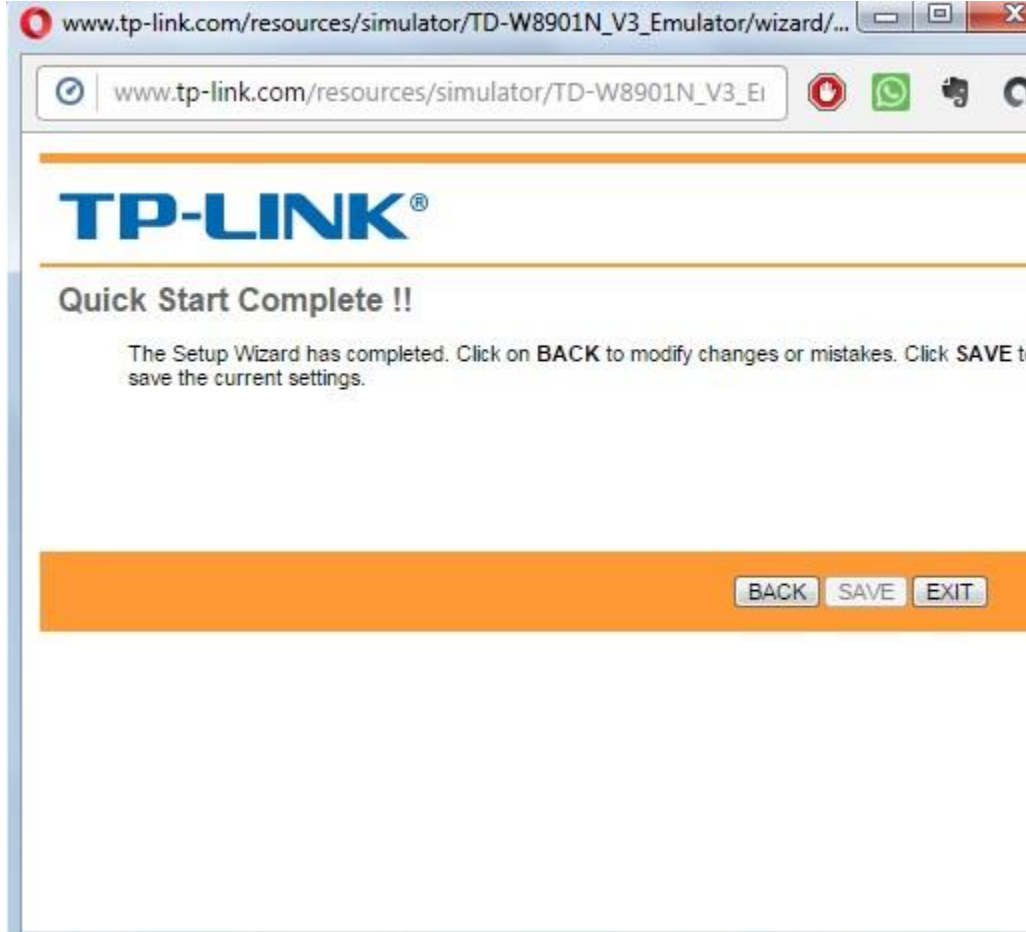 www.tp-link.com/resources/simulator/TD-W8901N_V3_Emulator/wizard/...
www.tp-link.com/resources/simulator/TD-W8901N_V3_E
TP-LINK®
Quick Start Complete !!
The Setup Wizard has completed. Click on BACK to modify changes or mistakes. Click SAVE
save the current settings.
BACK SAVE EXIT